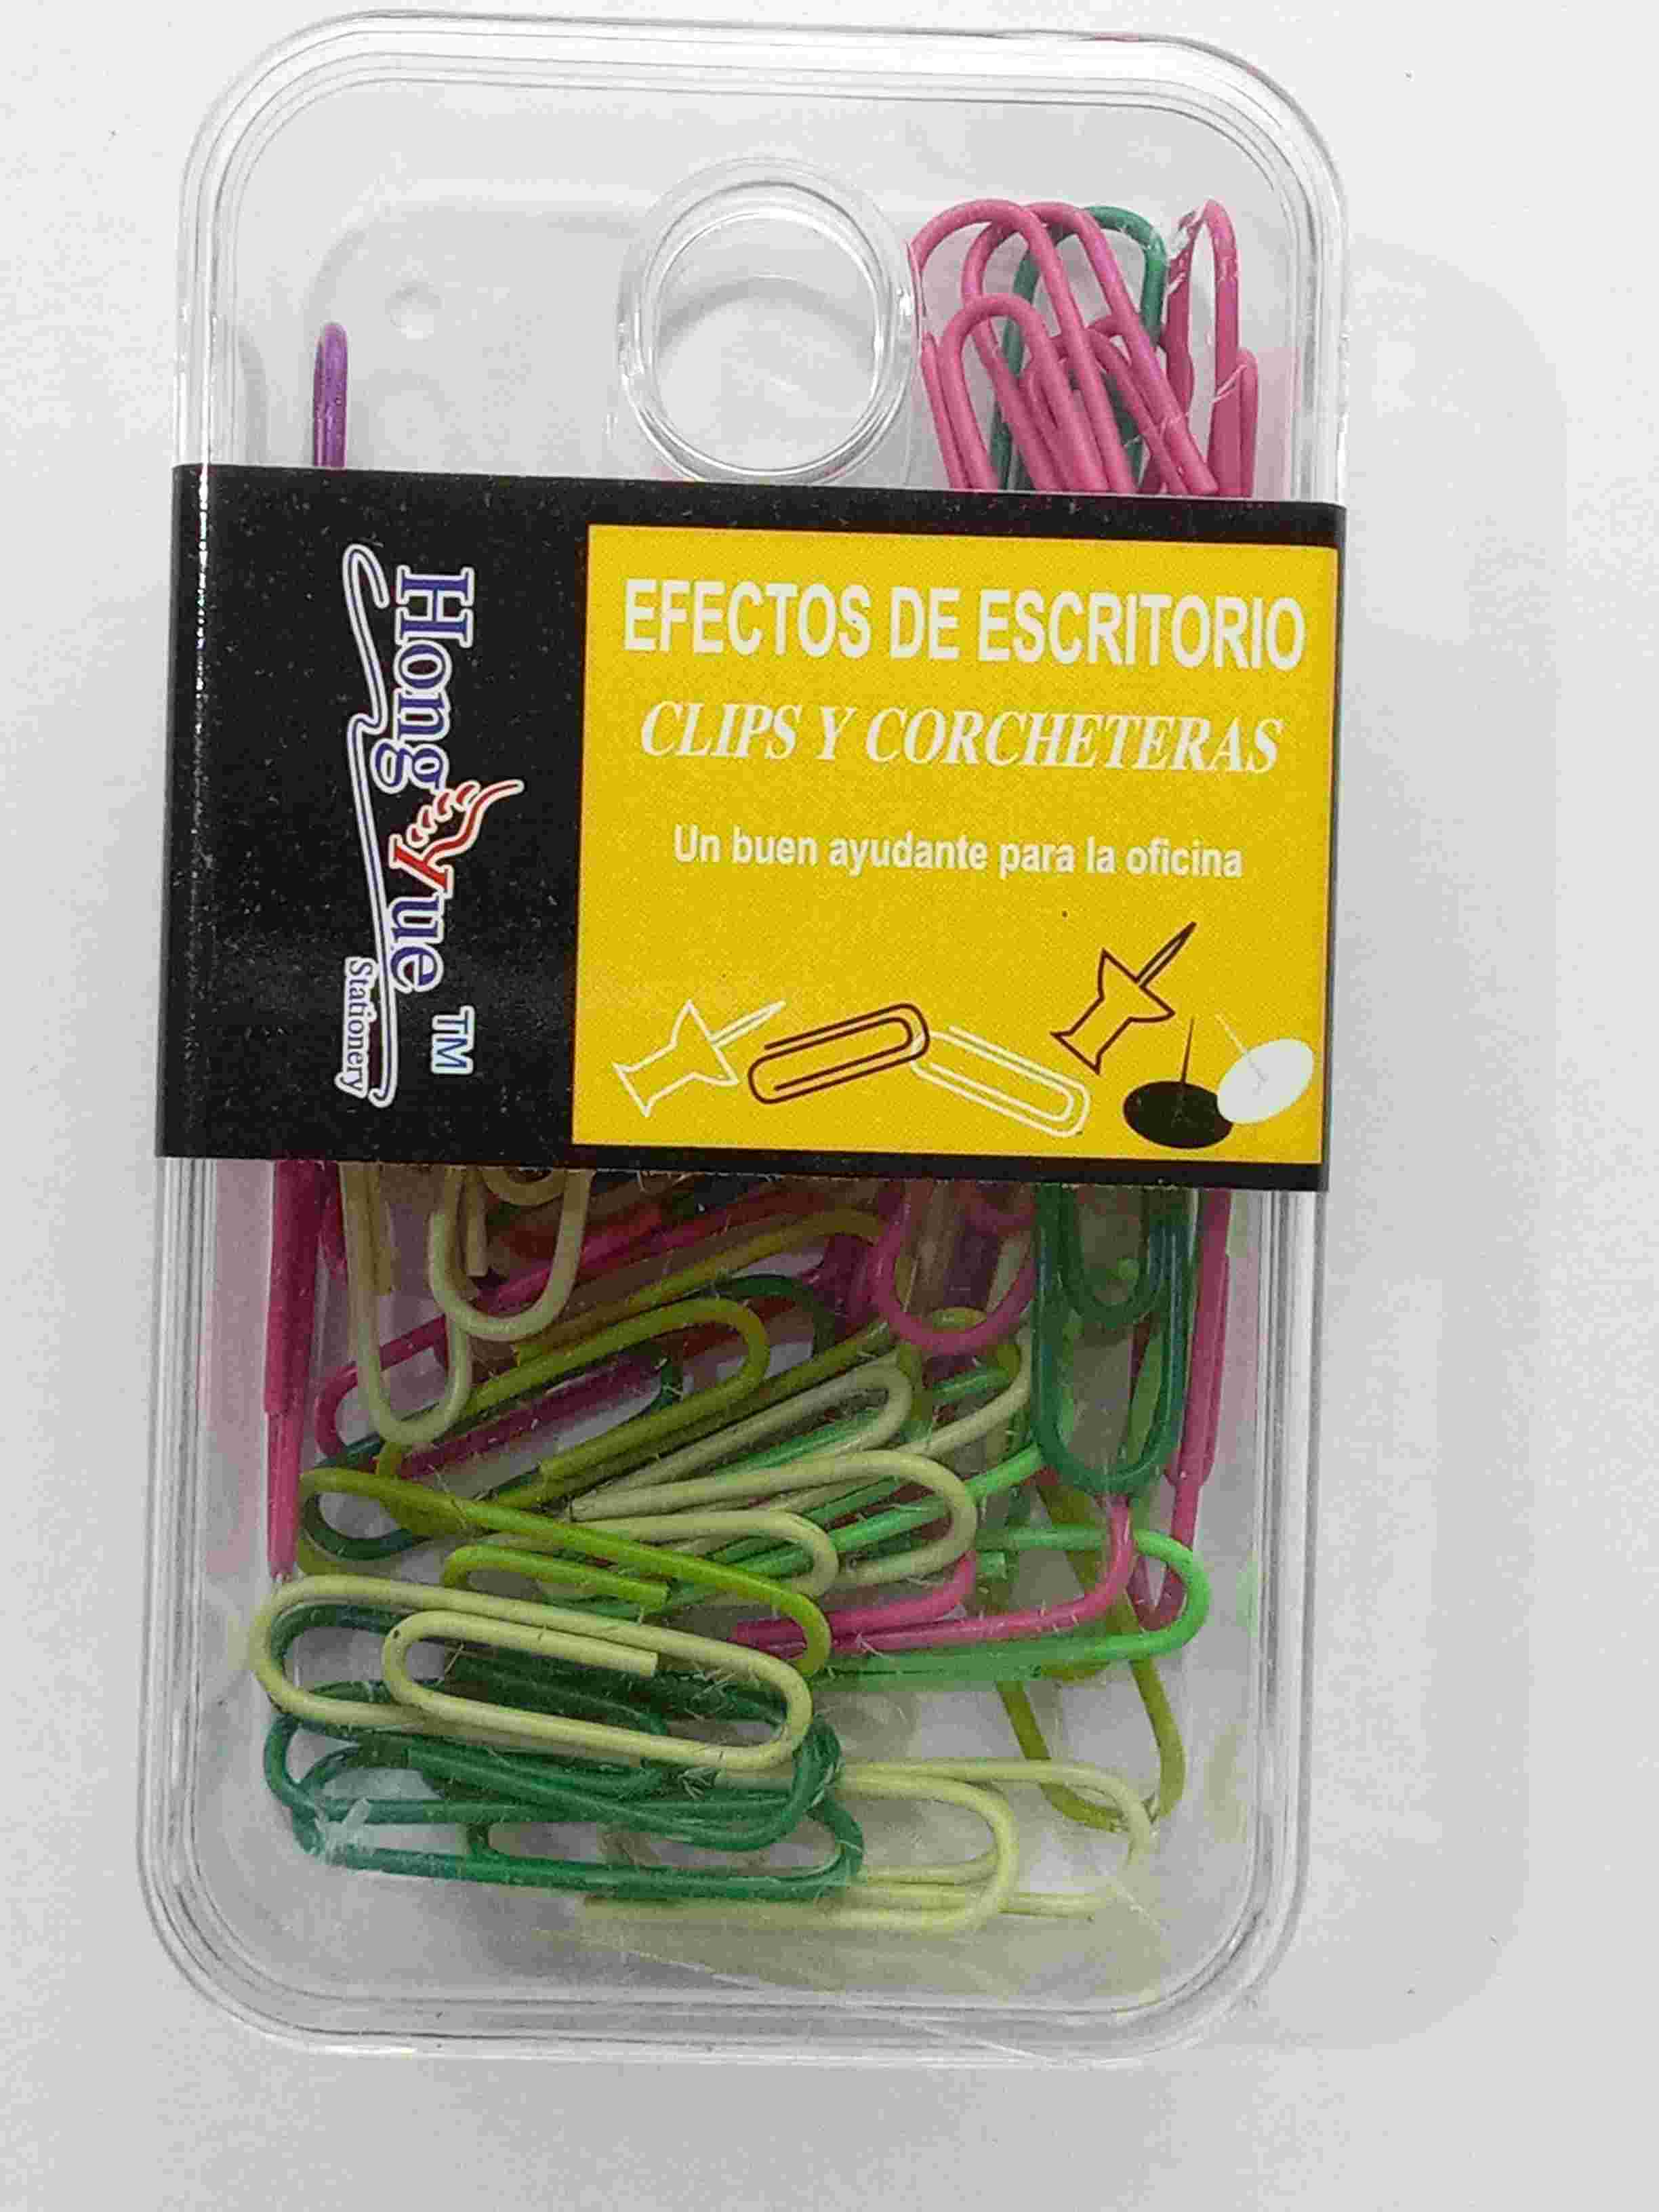 EFECTOS DE ESCRITORIO
CLIPS Y CORCHETERAS
Un buen ayudante para la oficina
HongYue TM
Stationery